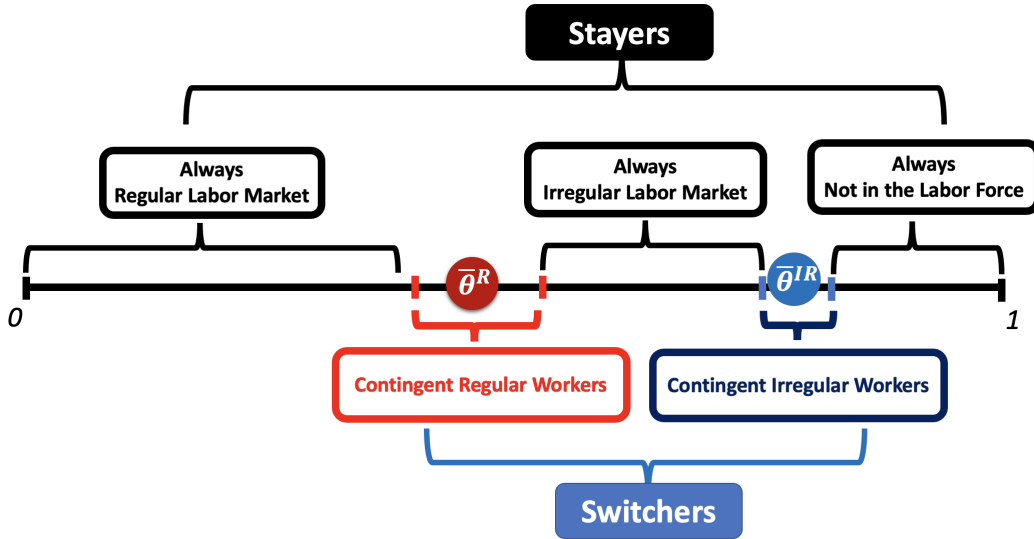 Stayers
Always
Regular Labor Market
Always
Irregular Labor Market
Always
Not in the Labor Force
θ̅ᴿ
θ̅ᴵᴿ
0
1
Contingent Regular Workers
Contingent Irregular Workers
Switchers